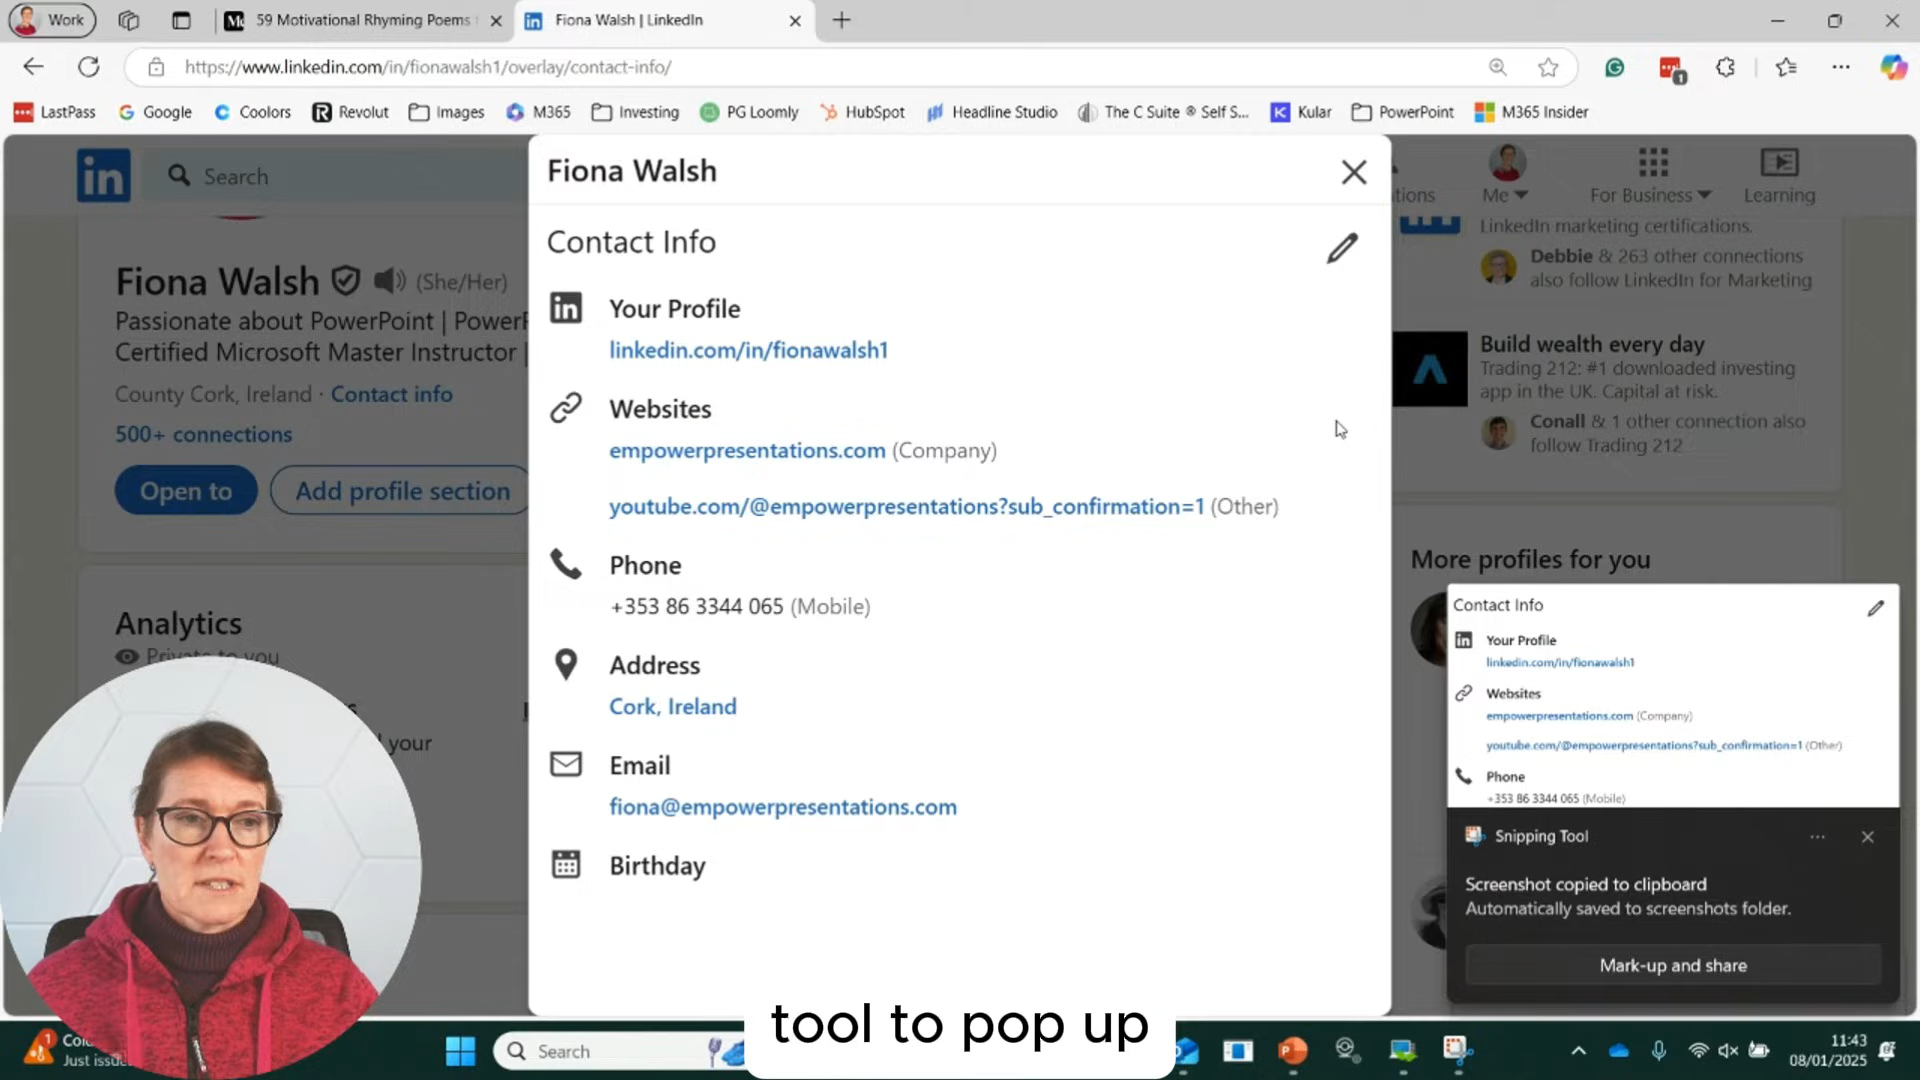 Work
59 Motivational Rhyming Poems
Fiona Walsh | LinkedIn
https://www.linkedin.com/in/fionawalsh1/overlay/contact-info/
1
LastPass
Google
Coolors
Revolut
Images
M365
Investing
PG Loomly
HubSpot
Headline Studio
The C Suite ® Self S...
Kular
PowerPoint
M365 Insider
in
Search
Me
For Business
Learning
Fiona Walsh
(She/Her)
Passionate about PowerPoint |
Certified Microsoft Master Instructor |
County Cork, Ireland · Contact info
500+ connections
Open to
Add profile section
Analytics
Private to you
your
Fiona Walsh
Contact Info
Your Profile
linkedin.com/in/fionawalsh1
Websites
empowerpresentations.com (Company)
youtube.com/@empowerpresentations?sub_confirmation=1 (Other)
Phone
+353 86 3344 065 (Mobile)
Address
Cork, Ireland
Email
fiona@empowerpresentations.com
Birthday
LinkedIn marketing certifications.
Debbie & 263 other connections
also follow LinkedIn for Marketing
Build wealth every day
Trading 212: #1 downloaded investing
app in the UK. Capital at risk.
Conall & 1 other connection also
follow Trading 212
More profiles for you
Contact Info
Your Profile
linkedin.com/in/fionawalsh1
Websites
empowerpresentations.com (Company)
youtube.com/@empowerpresentations?sub_confirmation=1 (Other)
Phone
+353 86 3344 065 (Mobile)
Snipping Tool
Screenshot copied to clipboard
Automatically saved to screenshots folder.
Mark-up and share
tool to pop up
1
Search
11:43
08/01/2025